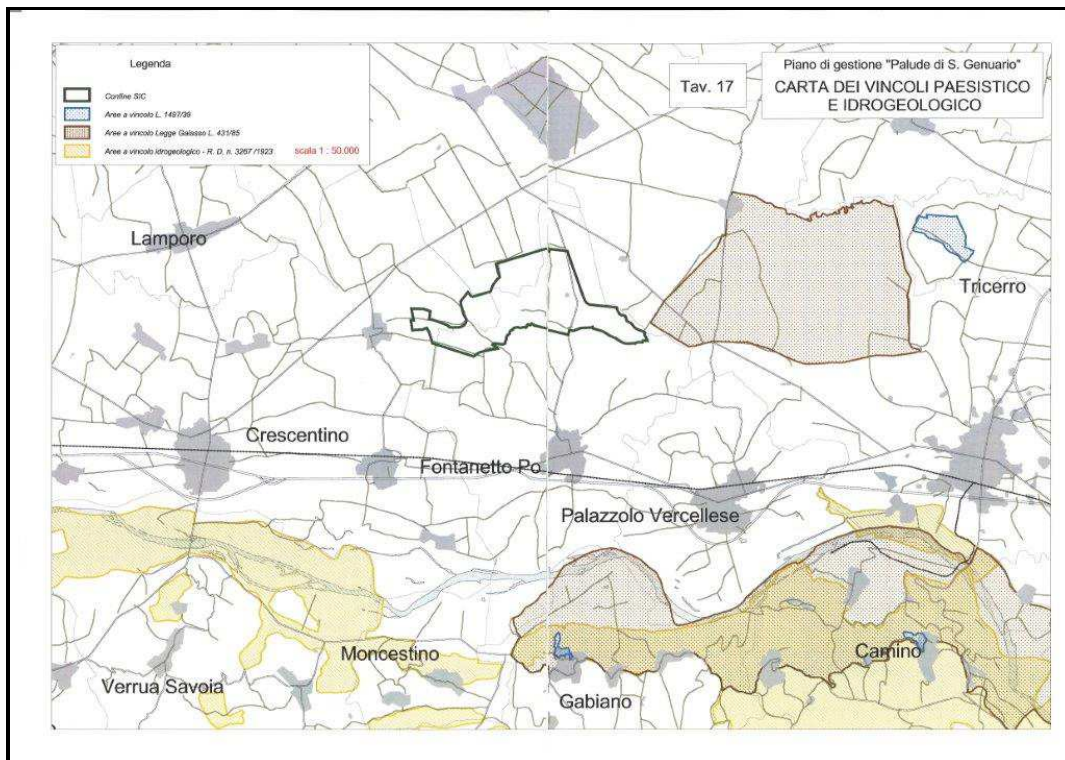 Legenda
Confine SIC
Aree a vincolo L. 1497/39
Aree a vincolo Legge Galasso L. 431/85
Aree a vincolo idrogeologico - R. D. n. 3267/1923
scala 1 : 50.000
Tav. 17
Piano di gestione "Palude di S. Genuario"
CARTA DEI VINCOLI PAESISTICO
E IDROGEOLOGICO
Lamporo
Tricerro
Crescentino
Fontanetto Po
Palazzolo Vercellese
Moncestino
Camino
Verrua Savoia
Gabiano